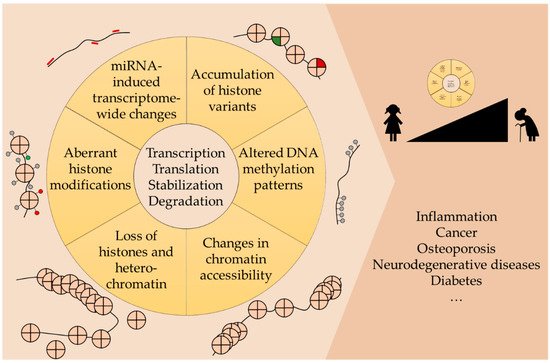 miRNA-
induced
transcriptome-
wide changes
Accumulation
of histone
variants
Aberrant
histone
modifications
Transcription
Translation
Stabilization
Degradation
Altered DNA
methylation
patterns
Loss of
histones and
hetero-
chromatin
Changes in
chromatin
accessibility
Inflammation
Cancer
Osteoporosis
Neurodegenerative diseases
Diabetes
…